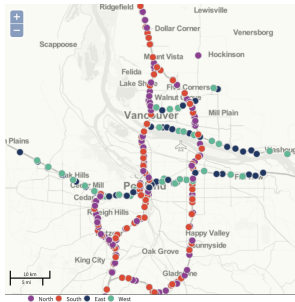 Ridgefield
Lewisville
Dollar Corner
Venersborg
Scappoose
Mount Vista
Hockinson
Felida
Lake Sho
Five Corners
Walnut Grove
Mill Plain
Vancouver
Plains
Washoug
Oak Hills
Cedar Mill
Cedar
Raleigh Hills
Happy Valley
Sunnyside
Oak Grove
King City
Gladstone
10 km
5 mi
North South East West